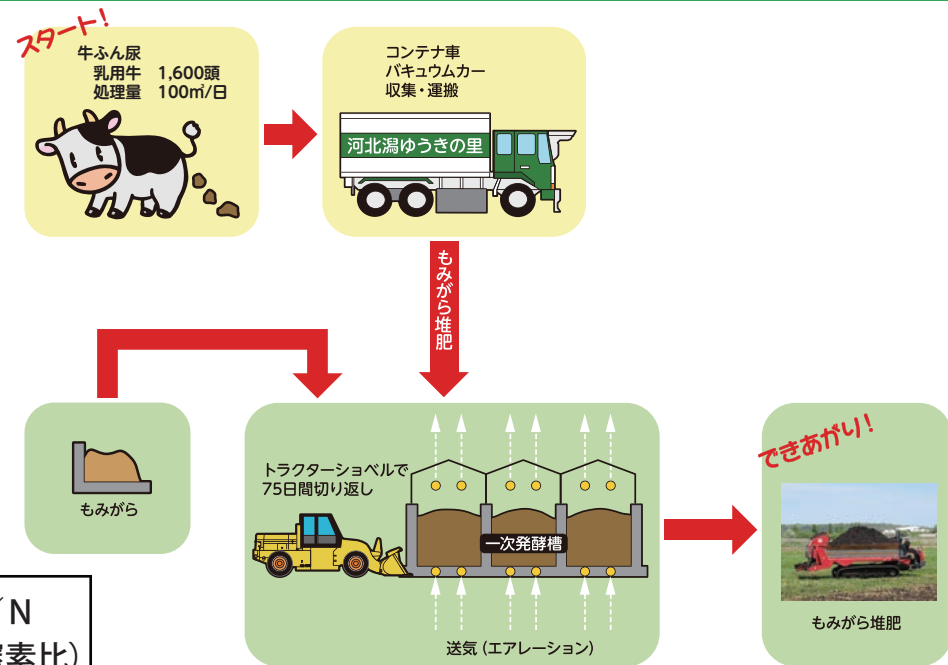 スタート!
牛ふん尿
乳用牛 1,600頭
処理量 100㎥/日
コンテナ車
バキュウムカー
収集・運搬
河北潟ゆうきの里
もみがら堆肥
もみがら
トラクターショベルで
75日間切り返し
一次発酵槽
送気(エアレーション)
できあがり!
もみがら堆肥
N
素比)